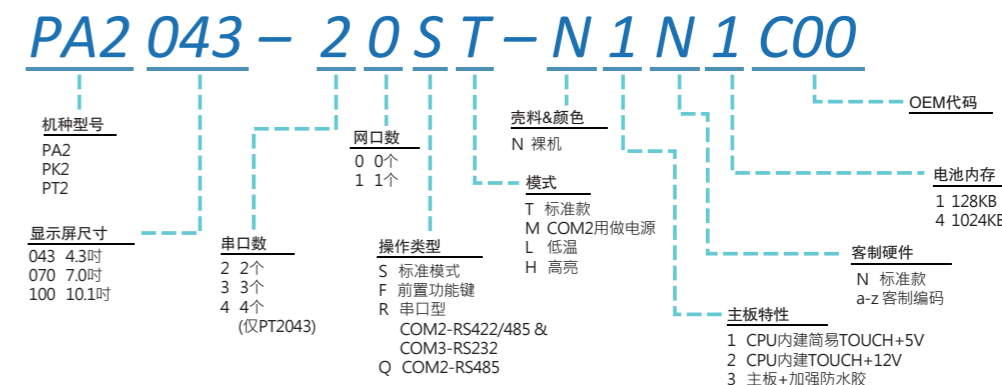 PA2 043 – 2 0 S T – N 1 N 1 C00
机种型号
PA2
PK2
PT2
显示屏尺寸
043 4.3吋
070 7.0吋
100 10.1吋
串口数
2 2个
3 3个
4 4个
(仅PT2043)
网口数
0 0个
1 1个
操作类型
S 标准模式
F 前置功能键
R 串口型
COM2-RS422/485 &
COM3-RS232
Q COM2-RS485
模式
T 标准款
M COM2用做电源
L 低温
H 高亮
壳料&颜色
N 裸机
主板特性
1 CPU内建简易TOUCH+5V
2 CPU内建TOUCH+12V
3 主板+加强防水胶
客制硬件
N 标准款
a-z 客制编码
电池内存
1 128KB
4 1024KB
OEM代码